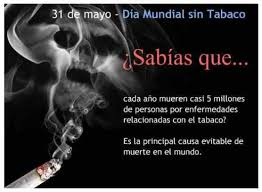 31 de mayo - Dia Mundial sin Tabaco
¿Sabías que...
cada año mueren casi 5 millones
de personas por enfermedades
relacionadas con el tabaco?
Es la principal causa evitable de
muerte en el mundo.